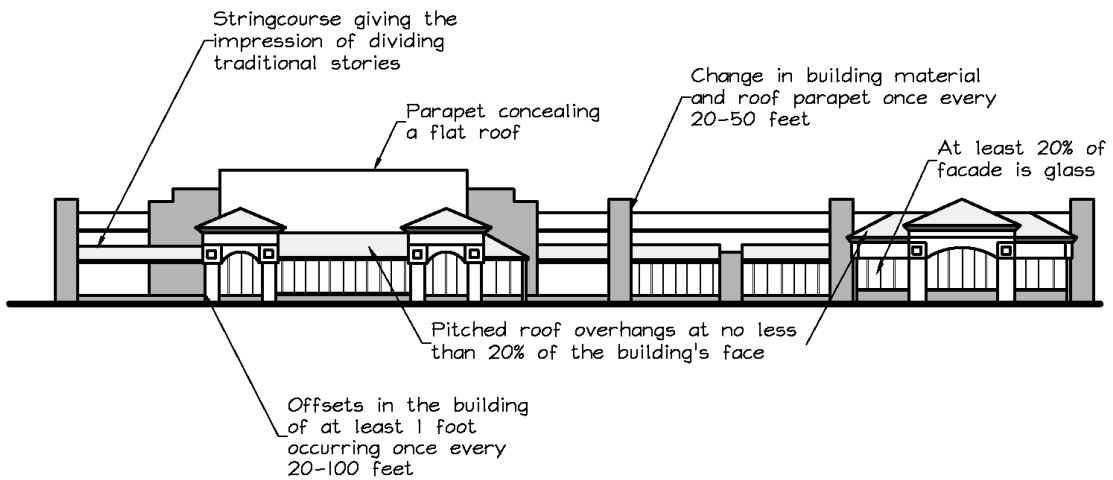 Stringcourse giving the
impression of dividing
traditional stories
Parapet concealing
a flat roof
Change in building material
and roof parapet once every
20-50 feet
At least 20% of
facade is glass
Pitched roof overhangs at no less
than 20% of the building's face
Offsets in the building
of at least 1 foot
occurring once every
20-100 feet